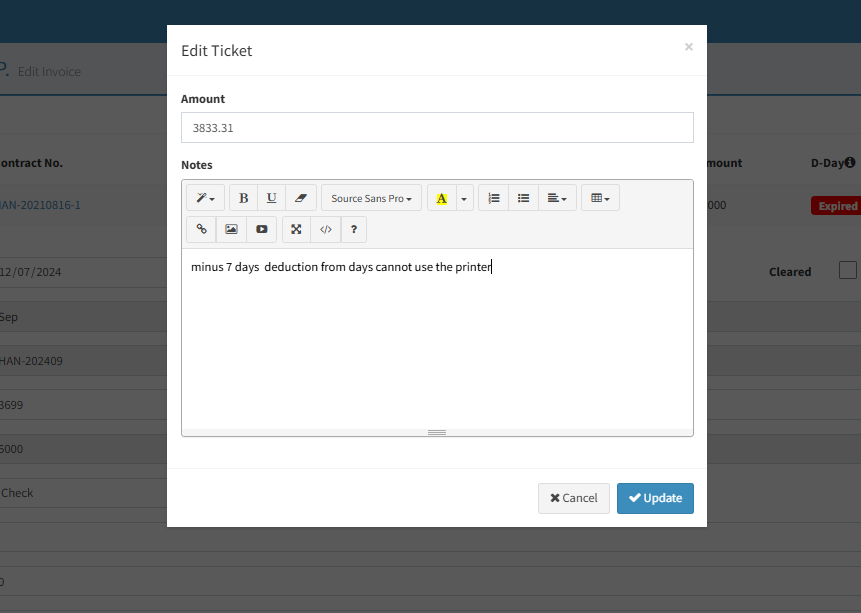 Edit Ticket
×
Edit Invoice
Amount
3833.31
Notes
ontract No.
mount
D-Day
B U Source Sans Pro A
HAN-20210816-1
000
Expired
</>
?
minus 7 days  deduction from days cannot use the printer
12/07/2024
Cleared
Sep
HAN-202409
3699
5000
Check
Cancel
Update
0